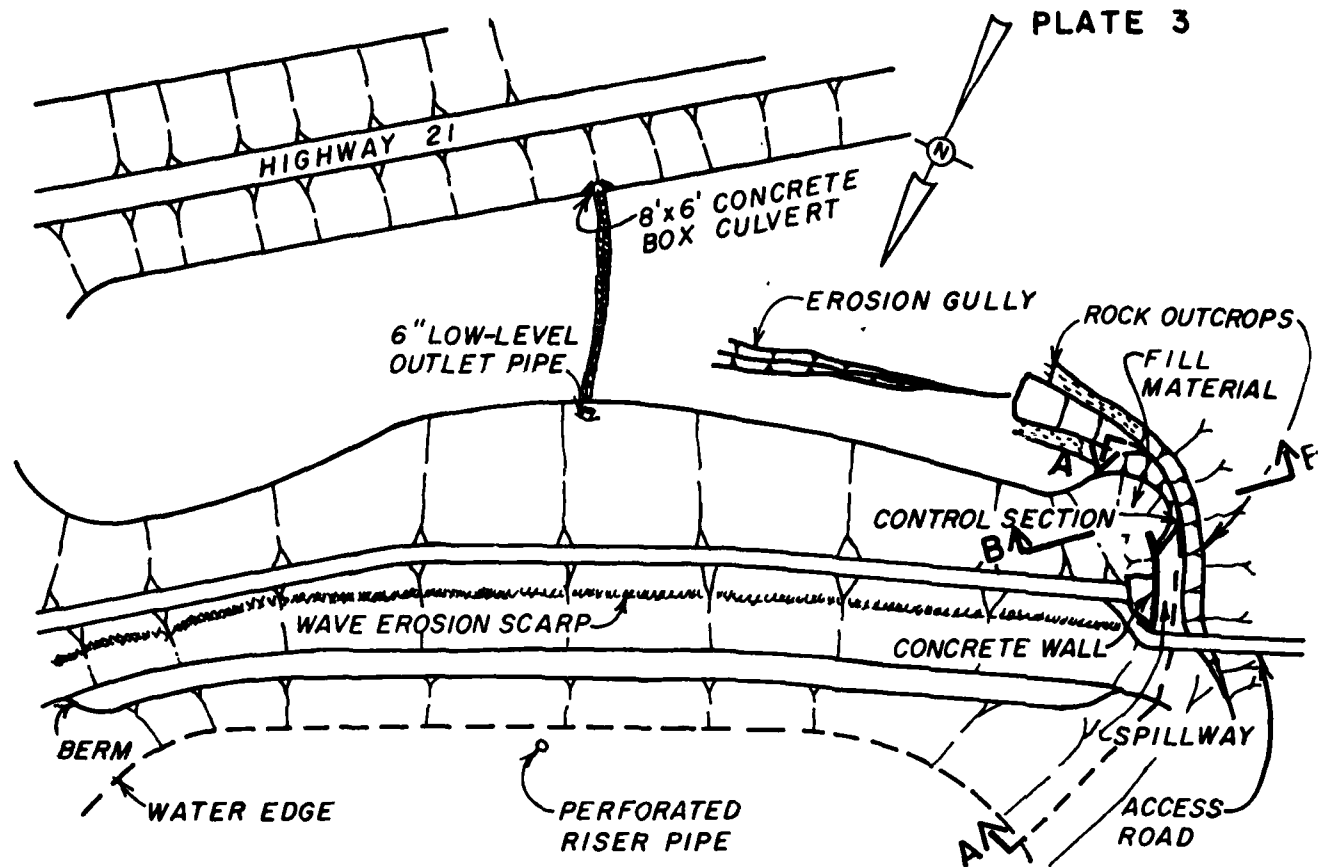 PLATE 3
N
HIGHWAY 21
8'x6' CONCRETE
BOX CULVERT
EROSION GULLY
ROCK OUTCROPS
6" LOW-LEVEL
OUTLET PIPE
FILL
MATERIAL
A
CONTROL SECTION
B
WAVE EROSION SCARP
CONCRETE WALL
BERM
SPILLWAY
WATER EDGE
PERFORATED
RISER PIPE
ACCESS
ROAD
A